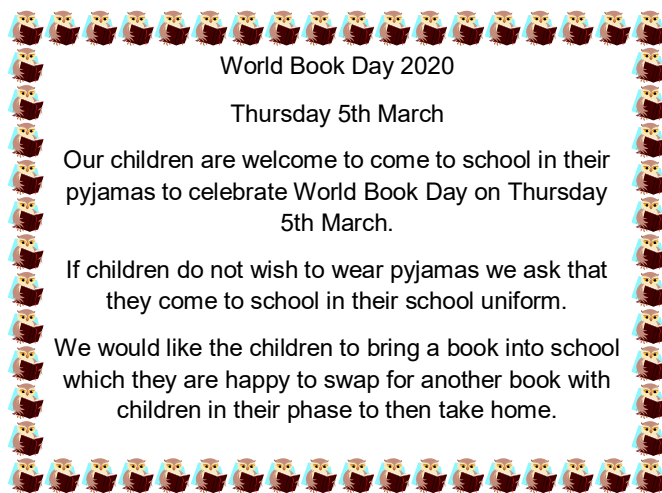 World Book Day 2020
Thursday 5th March
Our children are welcome to come to school in their
pyjamas to celebrate World Book Day on Thursday
5th March.
If children do not wish to wear pyjamas we ask that
they come to school in their school uniform.
We would like the children to bring a book into school
which they are happy to swap for another book with
children in their phase to then take home.